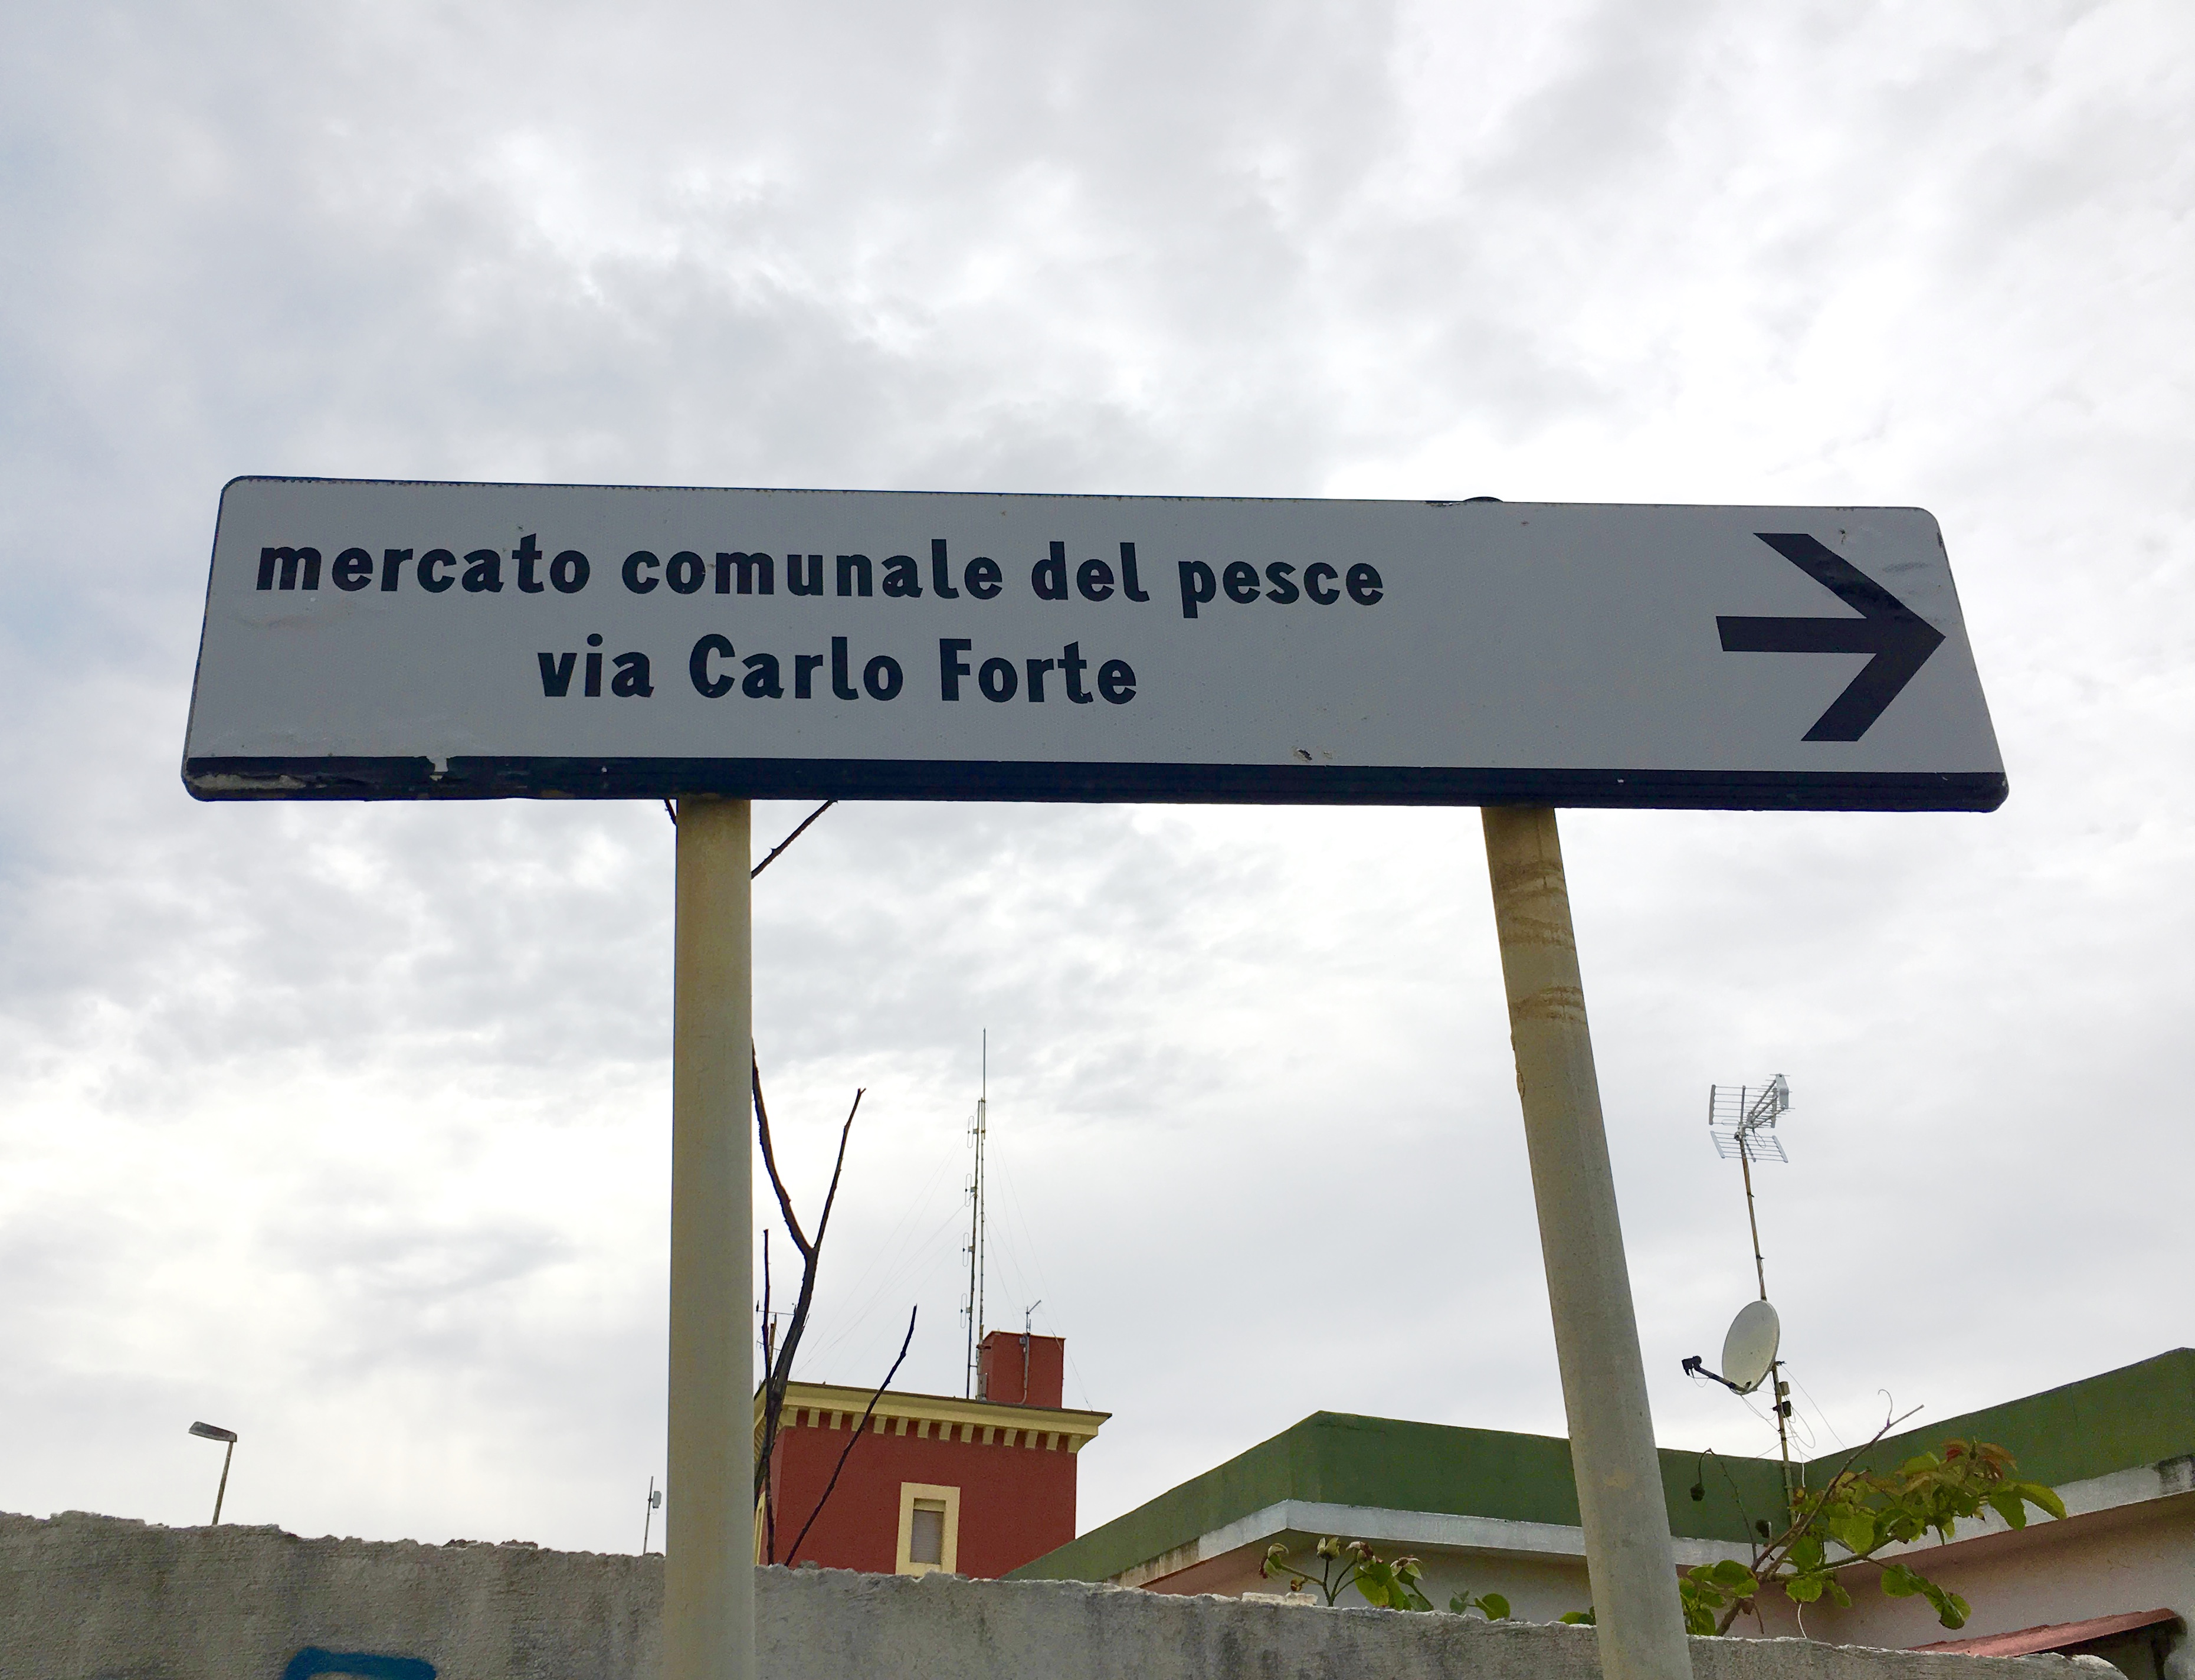 mercato comunale del pesce
via Carlo Forte